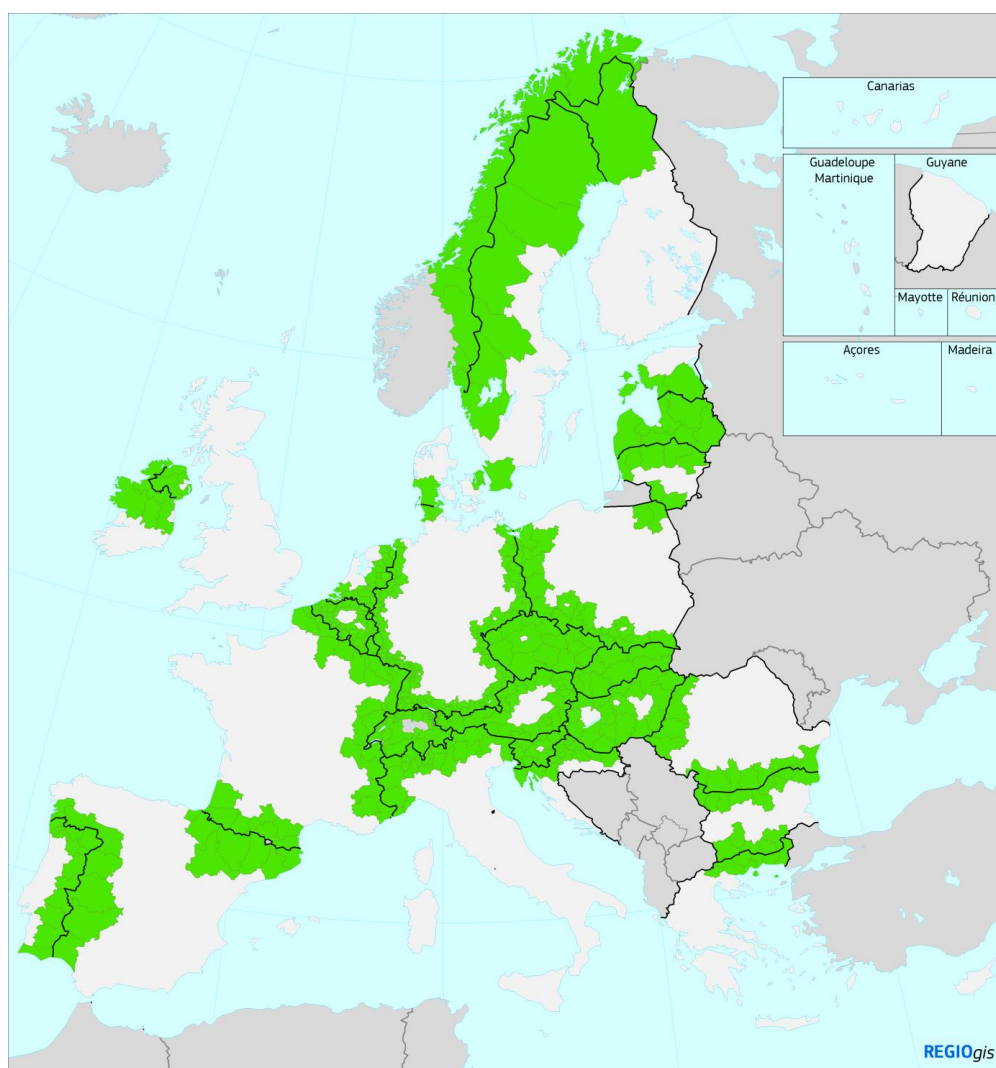 Canarias
Guadeloupe
Martinique
Guyane
Mayotte
Réunion
Açores
Madeira
REGIOgis